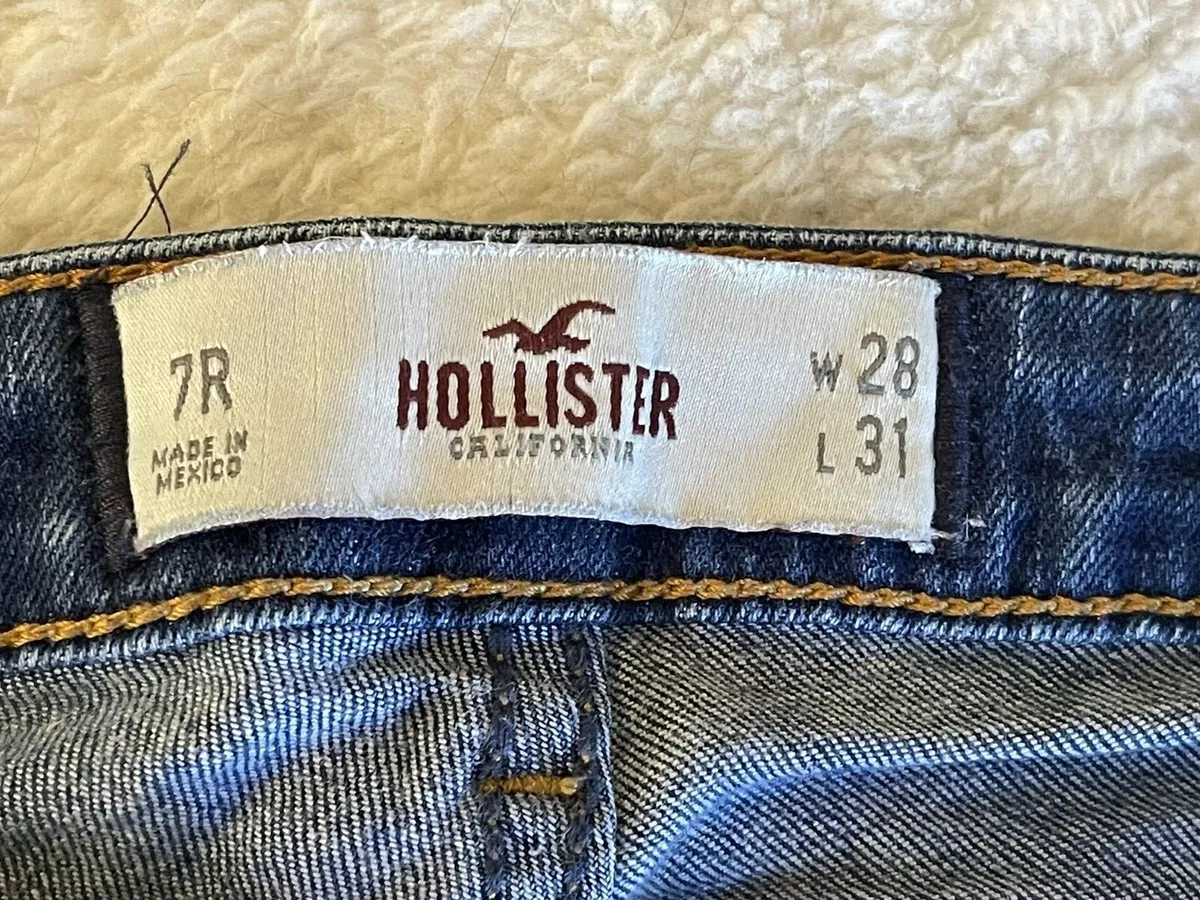 7R
MADE IN
MEXICO
HOLLISTER
CALIFORNIA
W 28
L 31